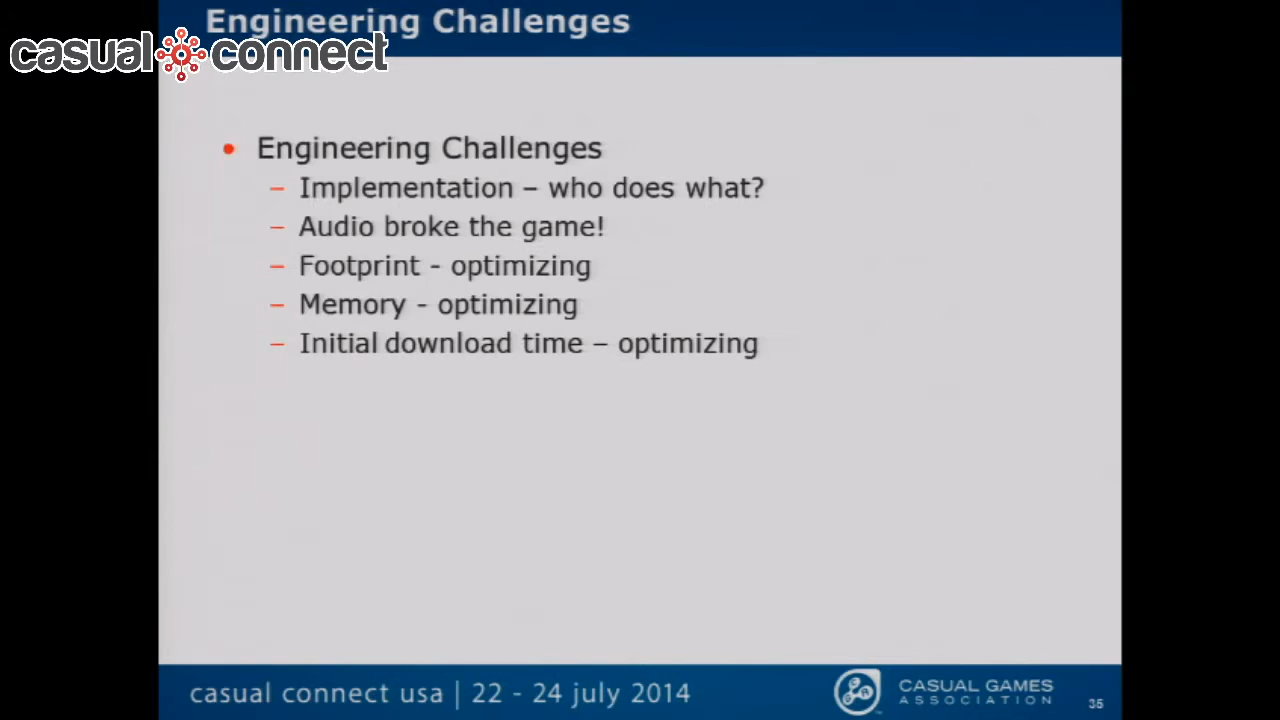 Engineering Challenges
casual connect
• Engineering Challenges
– Implementation – who does what?
– Audio broke the game!
– Footprint - optimizing
– Memory - optimizing
– Initial download time – optimizing
casual connect usa | 22 - 24 july 2014
CASUAL GAMES
ASSOCIATION
35